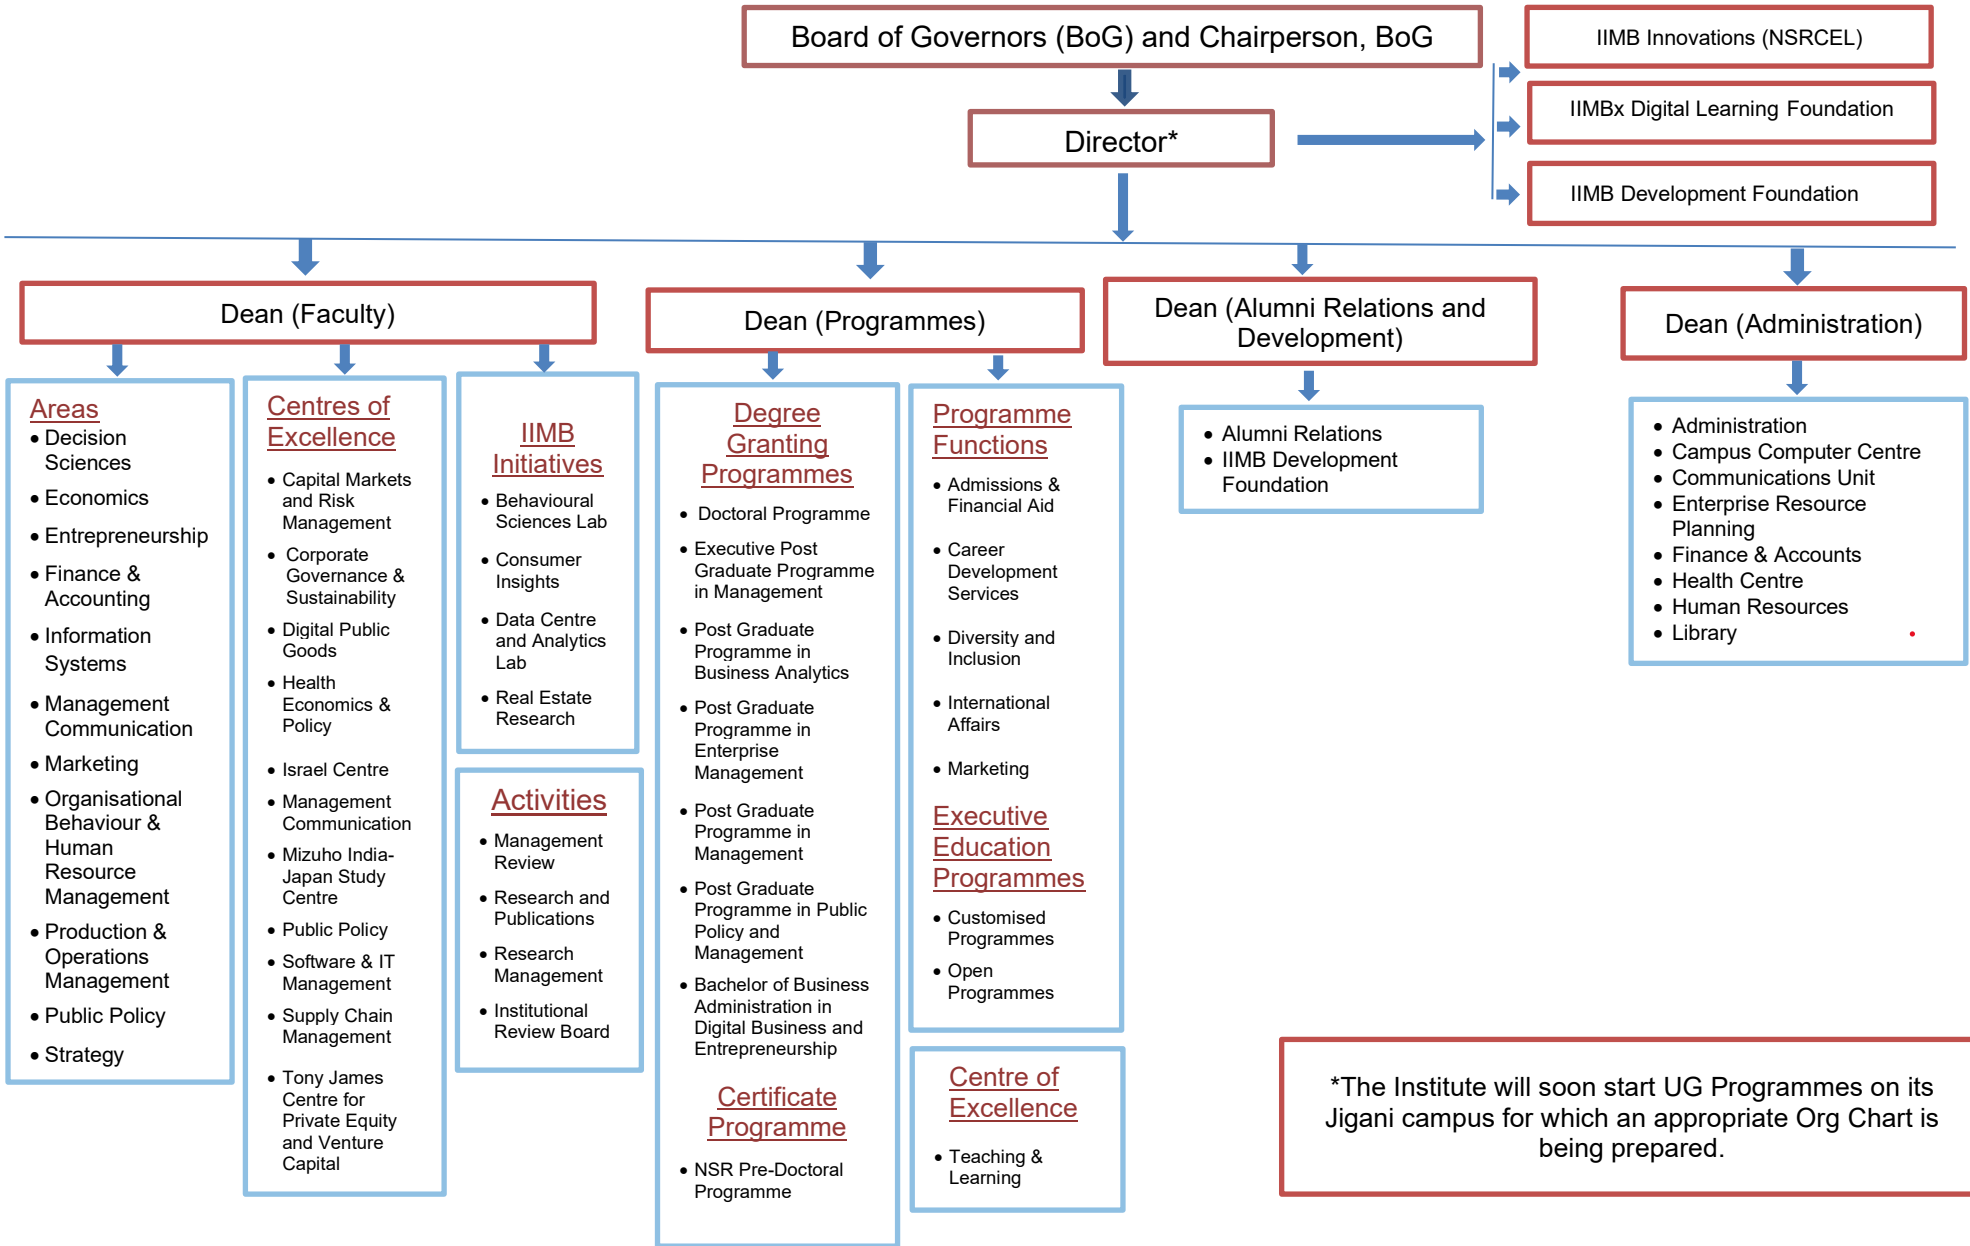 Board of Governors (BoG) and Chairperson, BoG
IIMB Innovations (NSRCEL)
IIMBx Digital Learning Foundation
Director*
IIMB Development Foundation
Dean (Faculty)
Dean (Programmes)
Dean (Alumni Relations and
Development)
Dean (Administration)
Areas
• Decision
Sciences
• Economics
• Entrepreneurship
• Finance &
Accounting
• Information
Systems
• Management
Communication
• Marketing
• Organisational
Behaviour &
Human
Resource
Management
• Production &
Operations
Management
• Public Policy
• Strategy
Centres of
Excellence
• Capital Markets
and Risk
Management
• Corporate
Governance &
Sustainability
• Digital Public
Goods
• Health
Economics &
Policy
• Israel Centre
• Management
Communication
• Mizuho India-
Japan Study
Centre
• Public Policy
• Software & IT
Management
• Supply Chain
Management
• Tony James
Centre for
Private Equity
and Venture
Capital
IIMB
Initiatives
• Behavioural
Sciences Lab
• Consumer
Insights
• Data Centre
and Analytics
Lab
• Real Estate
Research
Activities
• Management
Review
• Research and
Publications
• Research
Management
• Institutional
Review Board
Degree
Granting
Programmes
• Doctoral Programme
• Executive Post
Graduate Programme
in Management
• Post Graduate
Programme in
Business Analytics
• Post Graduate
Programme in
Enterprise
Management
• Post Graduate
Programme in
Management
• Post Graduate
Programme in Public
Policy and
Management
• Bachelor of Business
Administration in
Digital Business and
Entrepreneurship
Certificate
Programme
• NSR Pre-Doctoral
Programme
Programme
Functions
• Admissions &
Financial Aid
• Career
Development
Services
• Diversity and
Inclusion
• International
Affairs
• Marketing
Executive
Education
Programmes
• Customised
Programmes
• Open
Programmes
Centre of
Excellence
• Teaching &
Learning
• Alumni Relations
• IIMB Development
Foundation
• Administration
• Campus Computer Centre
• Communications Unit
• Enterprise Resource
Planning
• Finance & Accounts
• Health Centre
• Human Resources
• Library
*The Institute will soon start UG Programmes on its
Jigani campus for which an appropriate Org Chart is
being prepared.